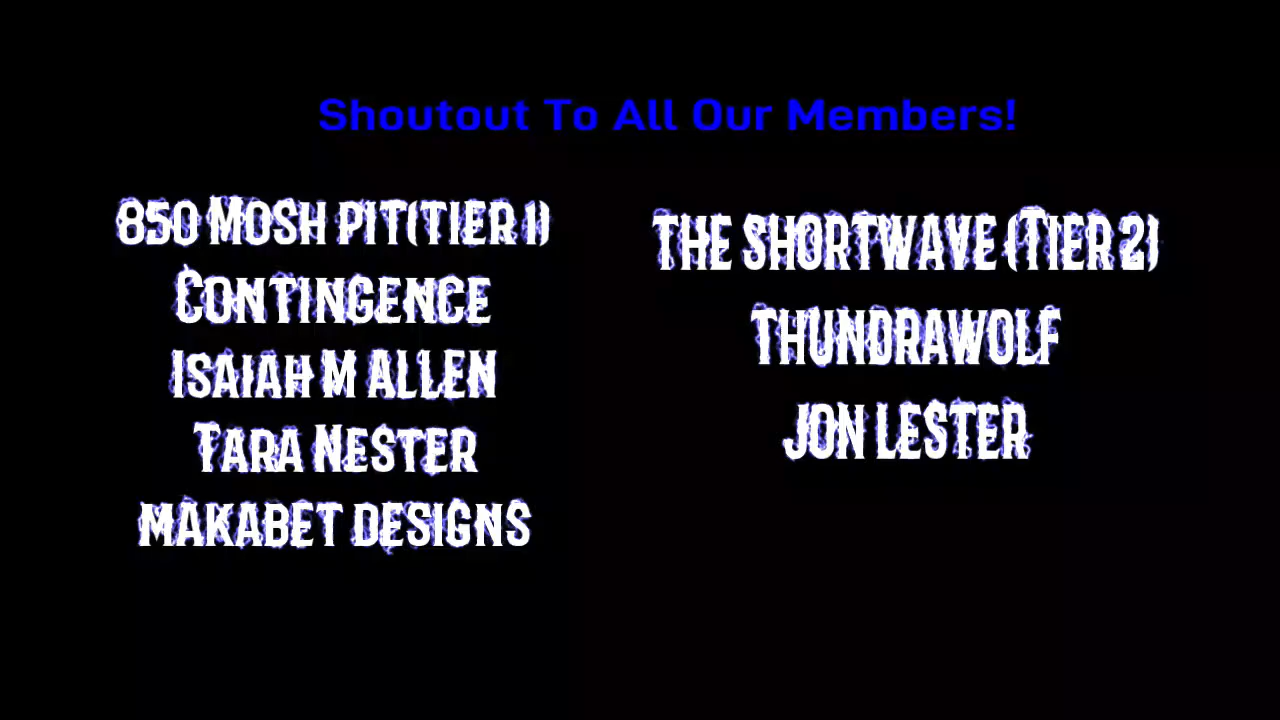 Shoutout To All Our Members!
850 Mosh pit(tier 1)
Contingence
Isaiah M Allen
Tara Nester
makabet designs
the shortwave (Tier 2)
Thundrawolf
Jon Lester